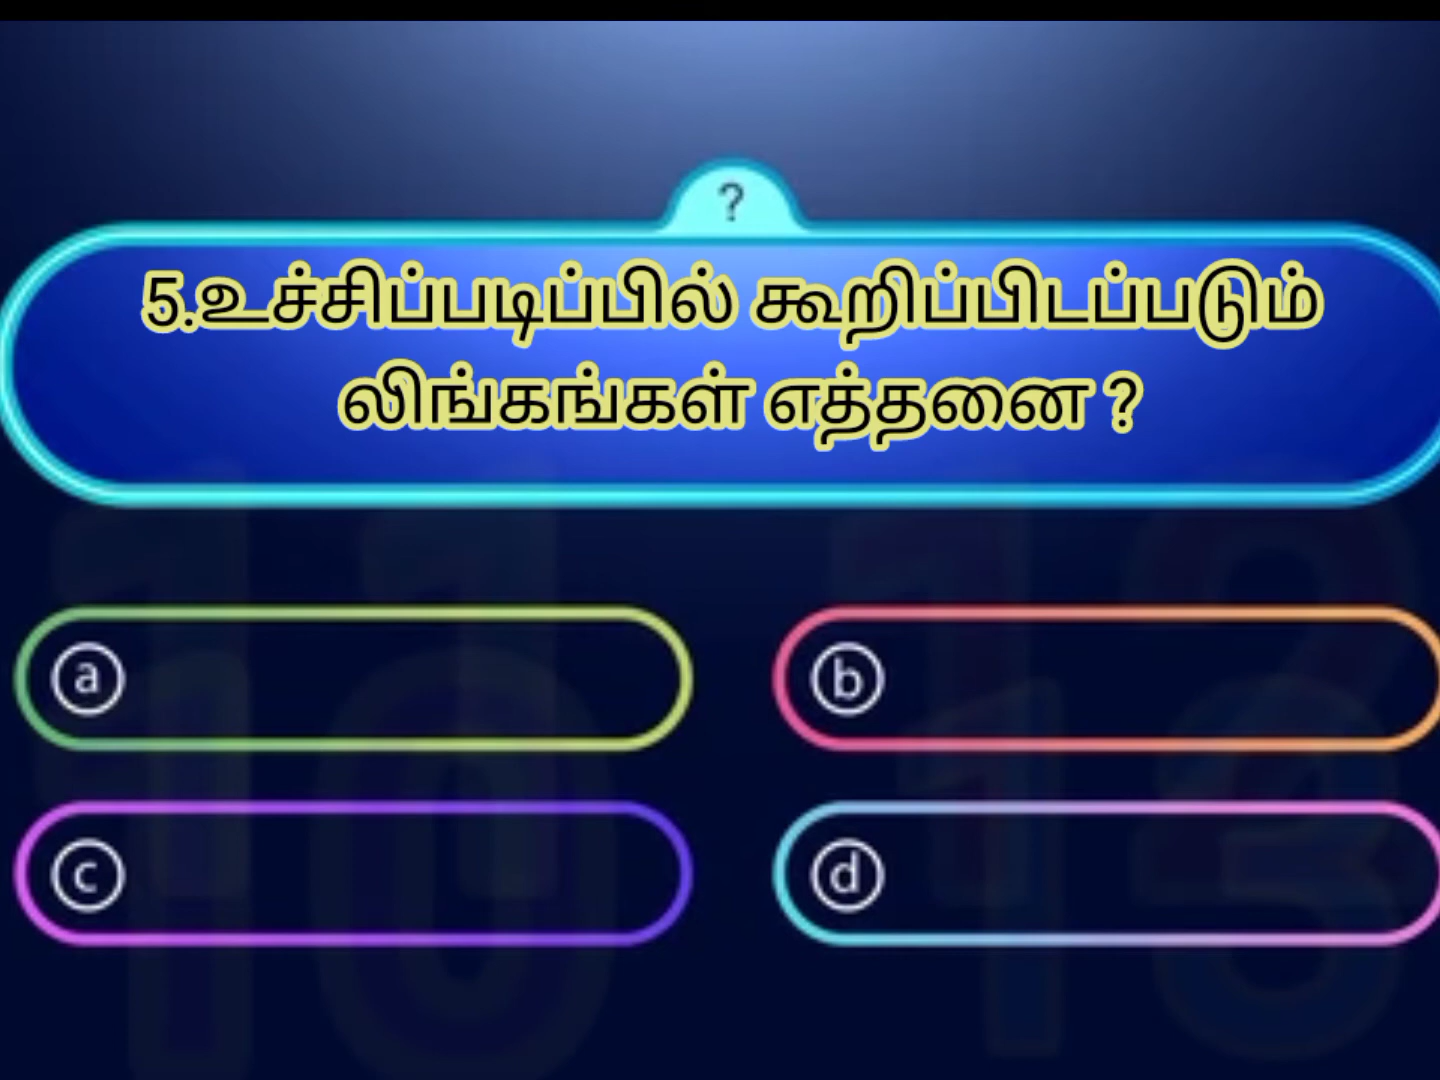 ?
5.உச்சிப்படிப்பில் கூறிப்பிடப்படும்
லிங்கங்கள் எத்தனை ?
a
b
c
d